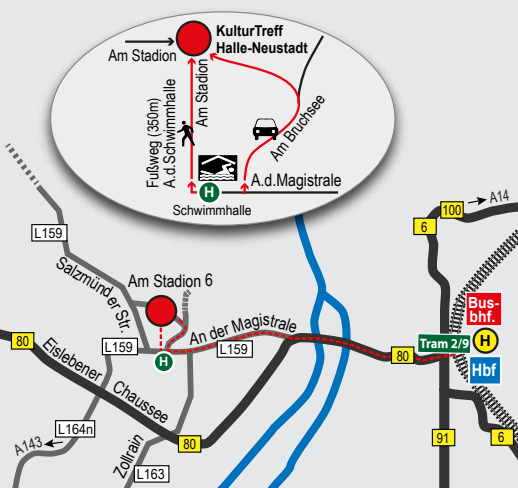 KulturTreff
Halle-Neustadt
Am Stadion
Fußweg (350m)
A.d.Schwimmhalle
Am Stadion
Am Bruchsee
A.d.Magistrale
H
Schwimmhalle
A14
100
6
L159
Salzmünder Str.
Am Stadion 6
An der Magistrale
L159
L159
H
80
Eislebener
Chaussee
80
Tram 2/9
Bus-
bhf.
H
Hbf
A143
L164n
Zollrain
L163
80
91
6